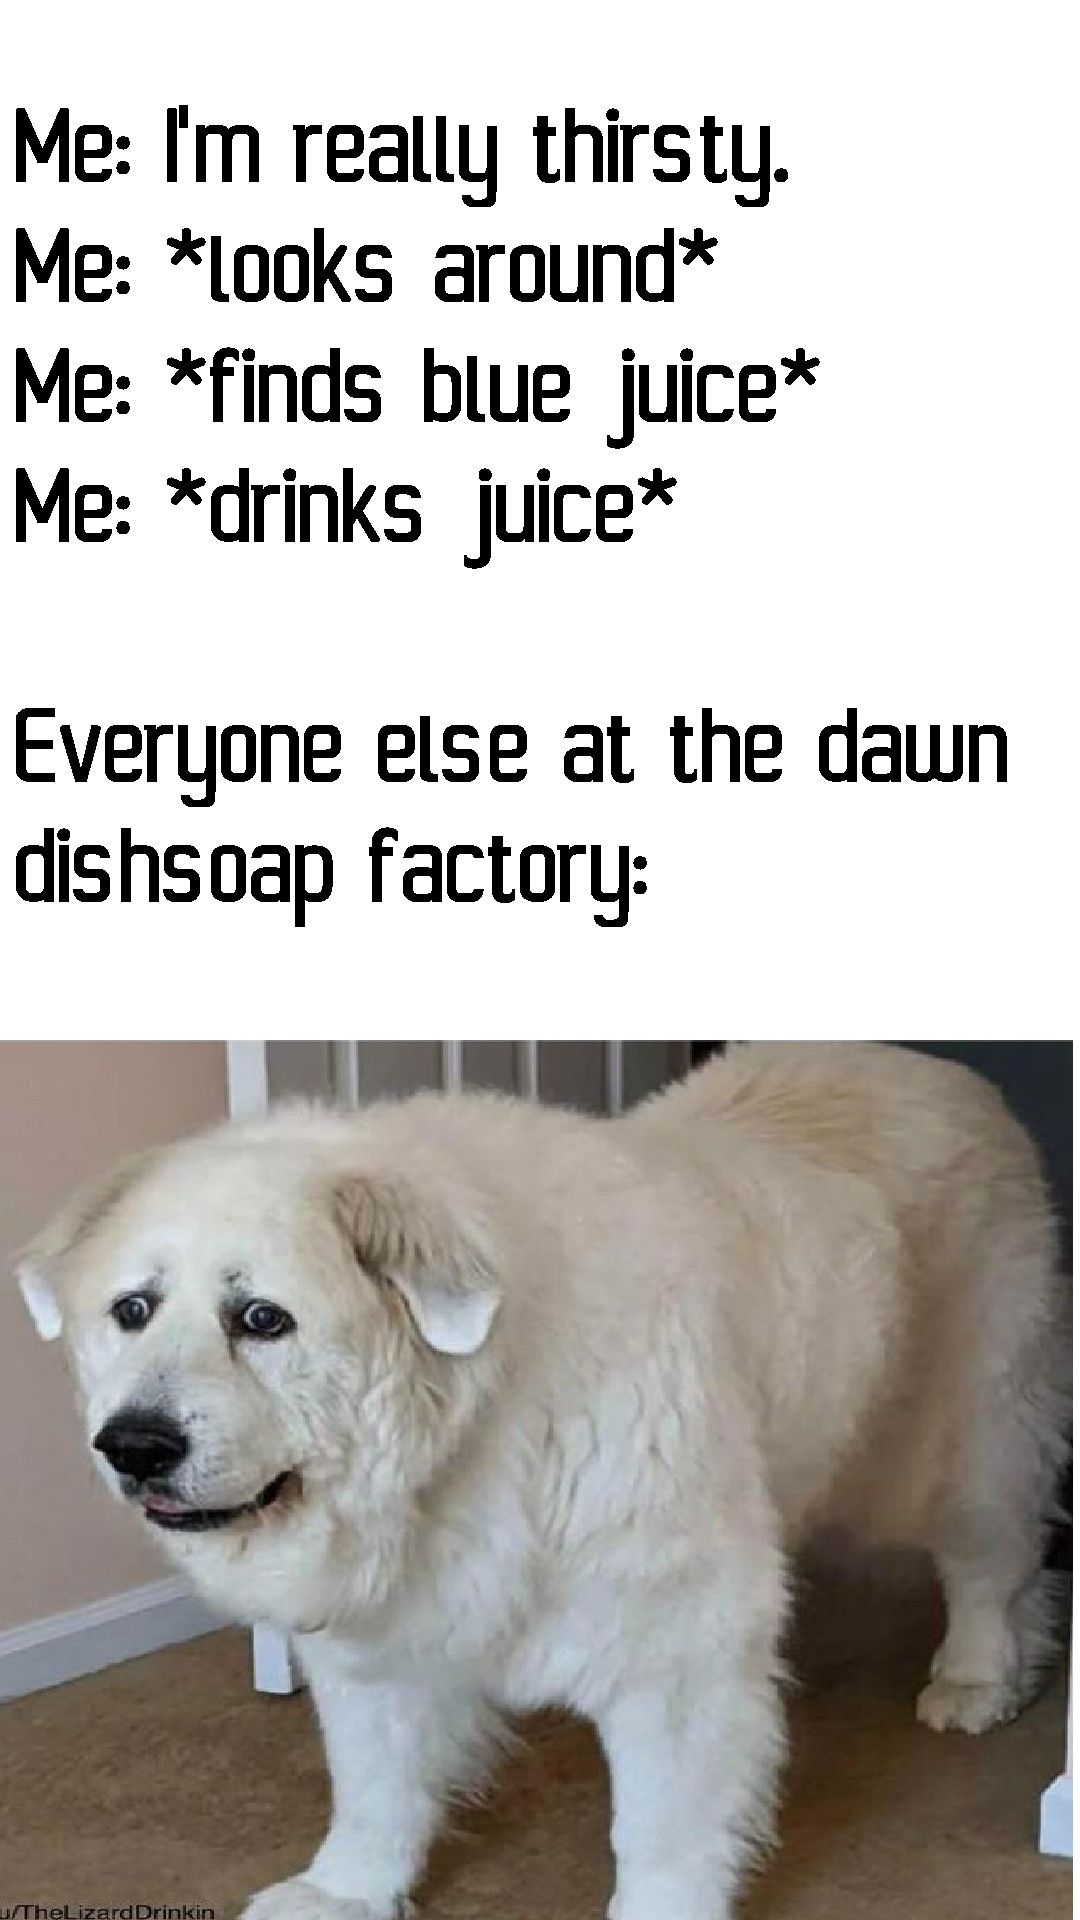 Me: I'm really thirsty.
Me: *looks around*
Me: *finds blue juice*
Me: *drinks juice*
Everyone else at the dawn
dishsoap factory:
u/TheLizardDrinkin